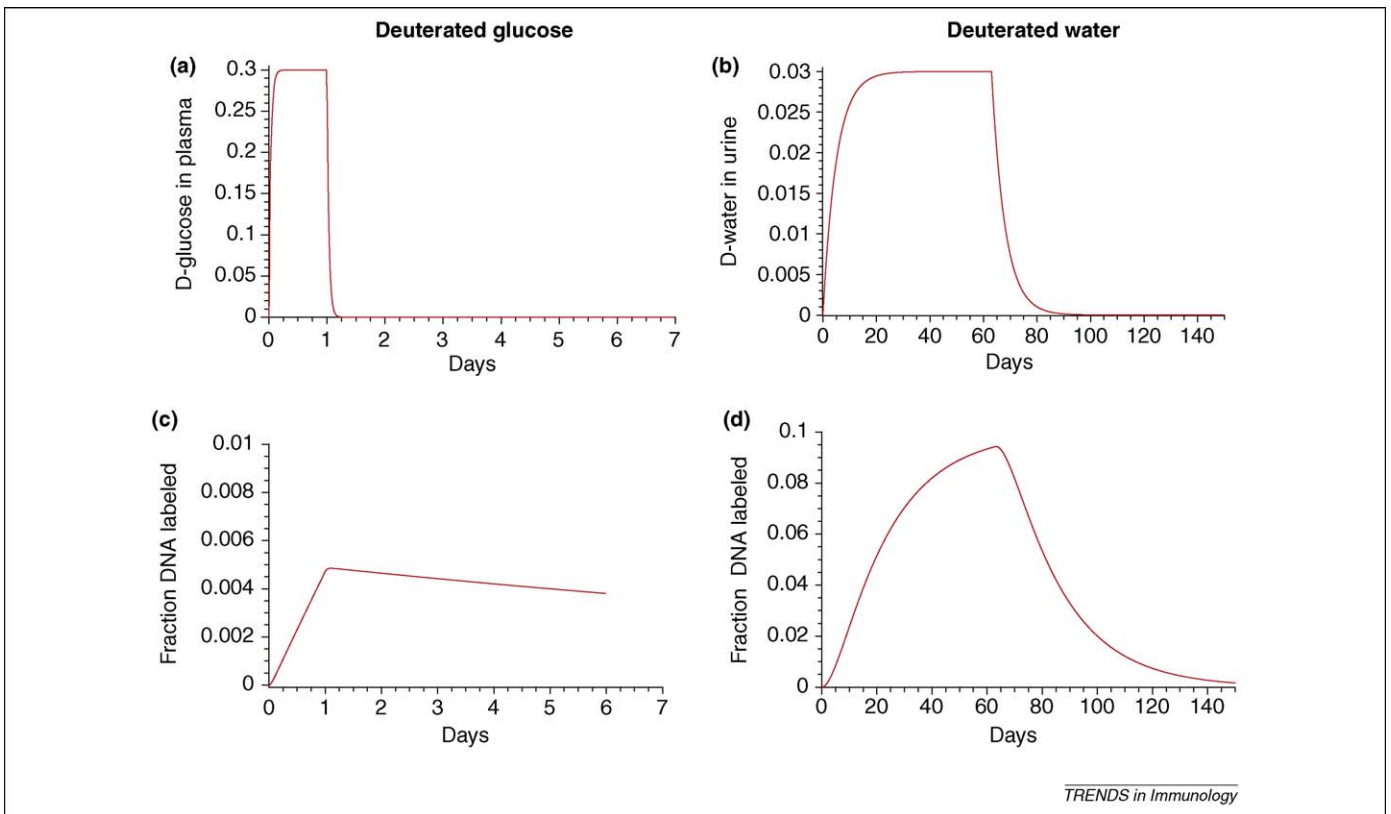 Deuterated glucose
Deuterated water
(a)
D-glucose in plasma
0.3
0.25
0.2
0.15
0.1
0.05
0
0 1 2 3 4 5 6 7
Days
(b)
D-water in urine
0.03
0.025
0.02
0.015
0.01
0.005
0
0 20 40 60 80 100 120 140
Days
(c)
Fraction DNA labeled
0.01
0.008
0.006
0.004
0.002
0
0 1 2 3 4 5 6 7
Days
(d)
Fraction DNA labeled
0.1
0.08
0.06
0.04
0.02
0
0 20 40 60 80 100 120 140
Days
TRENDS in Immunology